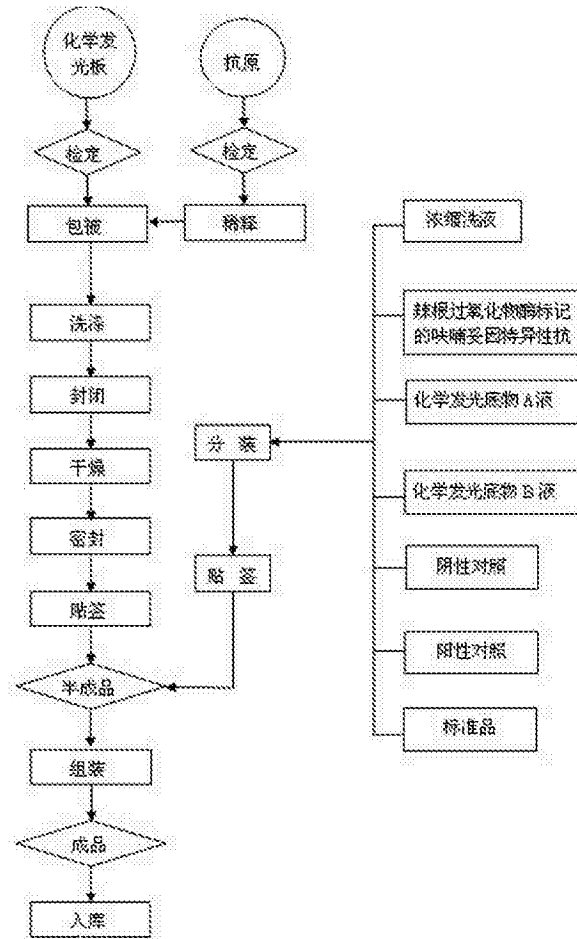 化学发
光板
抗原
检定
检定
包被
稀释
洗涤
封闭
干燥
密封
贴签
半成品
组装
成品
入库
分 装
贴 签
浓缩洗液
辣根过氧化物酶标记
的呋喃妥因特异性抗
化学发光底物 A 液
化学发光底物 B 液
阴性对照
阳性对照
标准品